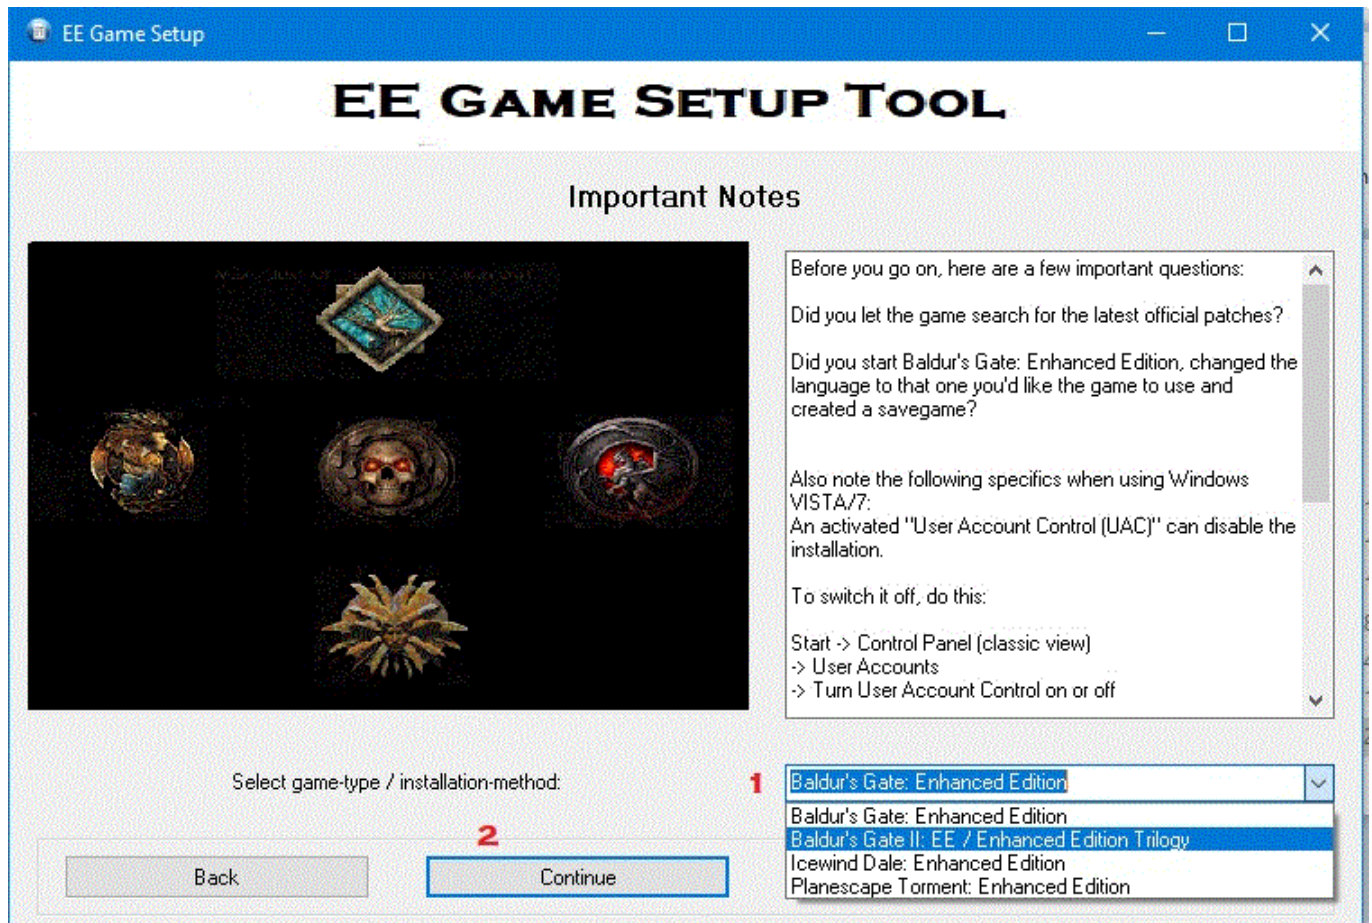 EE Game Setup
EE GAME SETUP TOOL
Important Notes
Before you go on, here are a few important questions:
Did you let the game search for the latest official patches?
Did you start Baldur's Gate: Enhanced Edition, changed the
language to that one you'd like the game to use and
created a savegame?
Also note the following specifics when using Windows
VISTA/7:
An activated "User Account Control (UAC)" can disable the
installation.
To switch it off, do this:
Start -> Control Panel (classic view)
-> User Accounts
-> Turn User Account Control on or off
Select game-type / installation-method:
1
Baldur's Gate: Enhanced Edition
Baldur's Gate: Enhanced Edition
Baldur's Gate II: EE / Enhanced Edition Trilogy
Icewind Dale: Enhanced Edition
Planescape Torment: Enhanced Edition
2
Back
Continue